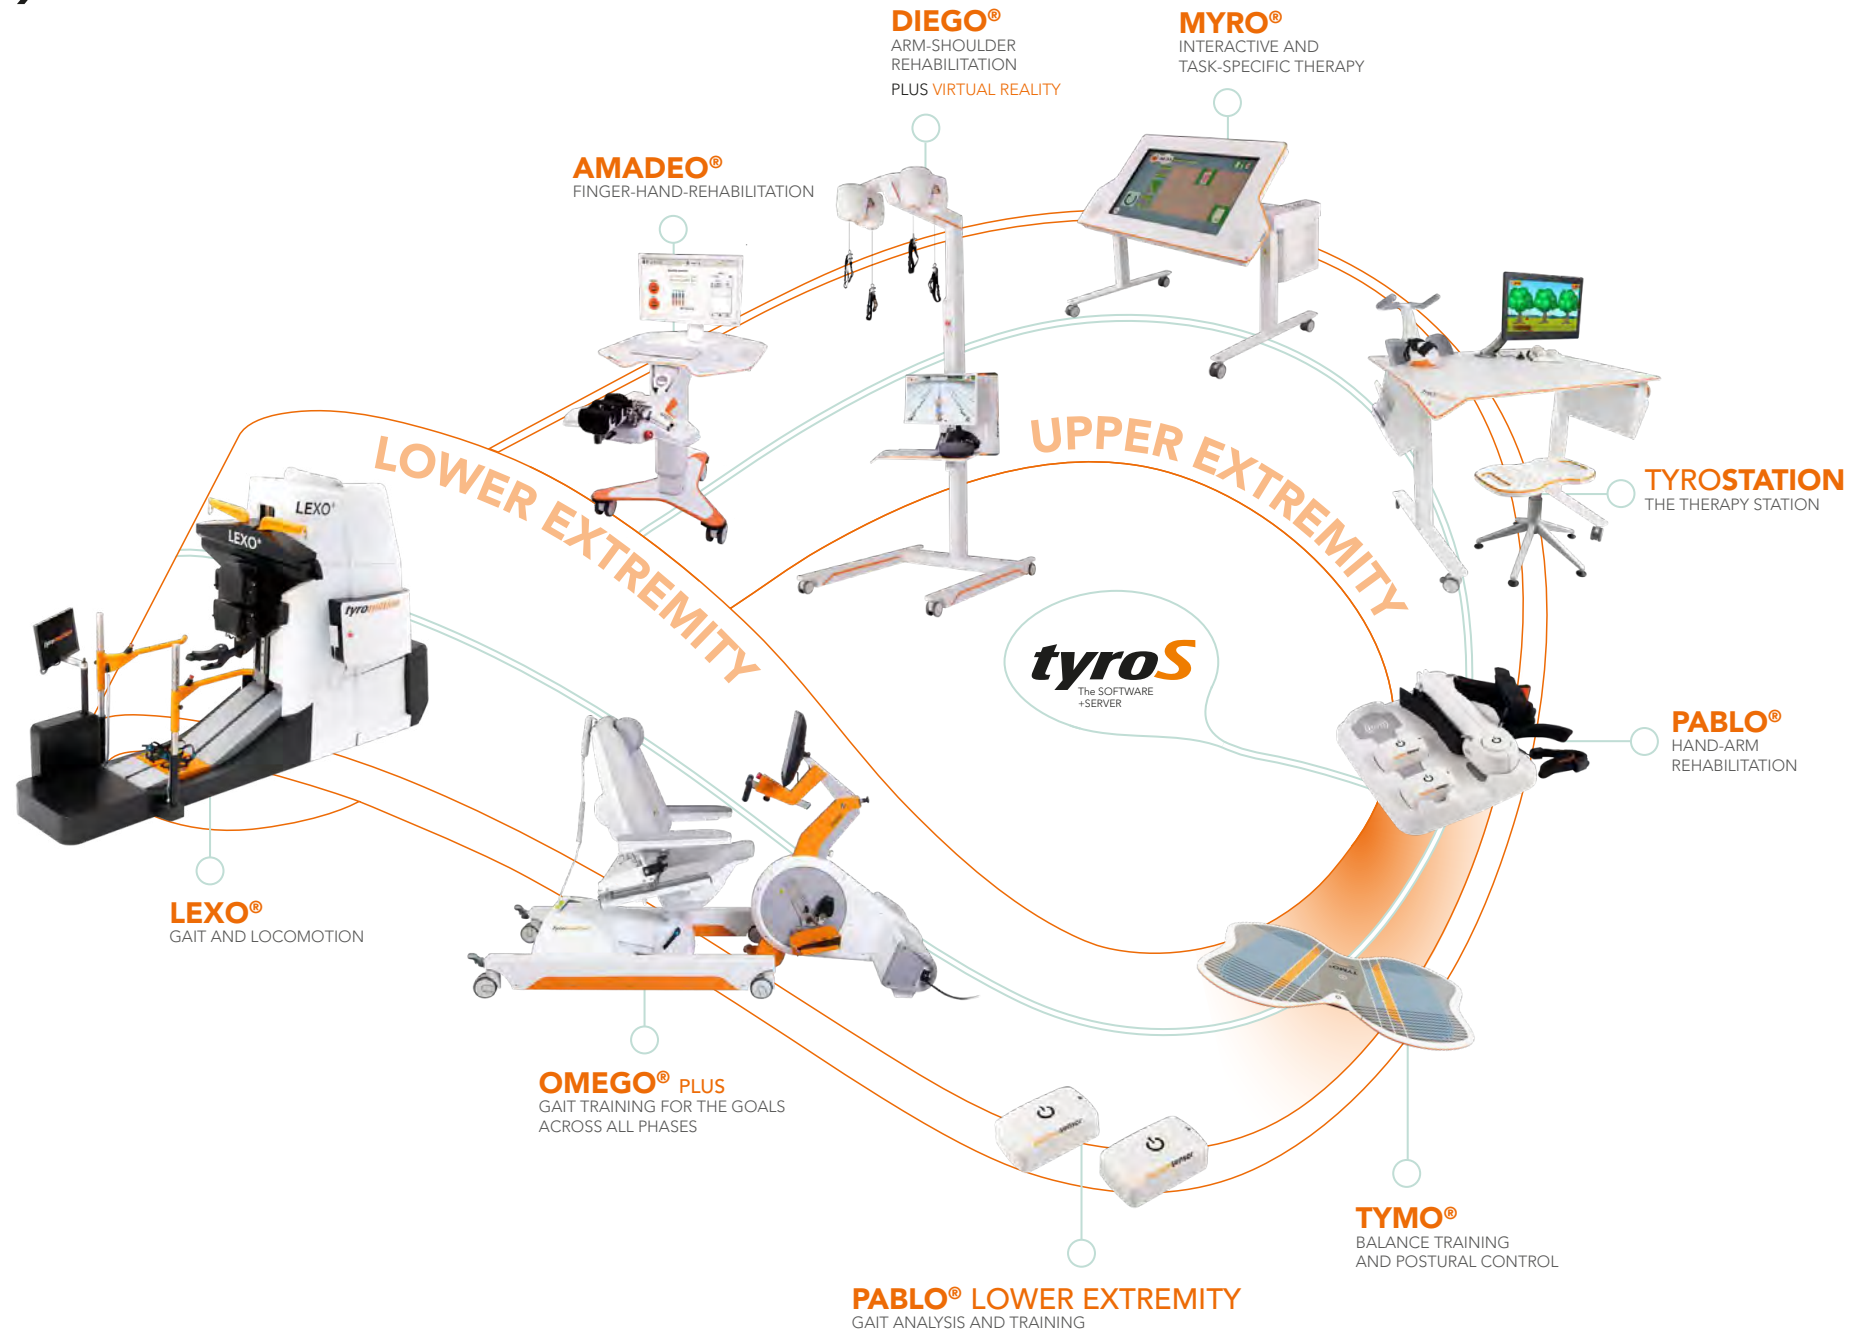 DIEGO®
ARM-SHOULDER
REHABILITATION
PLUS VIRTUAL REALITY
MYRO®
INTERACTIVE AND
TASK-SPECIFIC THERAPY
AMADEO®
FINGER-HAND-REHABILITATION
LOWER EXTREMITY
UPPER EXTREMITY
TYROSTATION
THE THERAPY STATION
LEXO®
LEXO®
tyromotion
tyroS
The SOFTWARE
+SERVER
PABLO®
HAND-ARM
REHABILITATION
LEXO®
GAIT AND LOCOMOTION
TYMO®
OMEGO® PLUS
GAIT TRAINING FOR THE GOALS
ACROSS ALL PHASES
TYMO®
BALANCE TRAINING
AND POSTURAL CONTROL
PABLO® LOWER EXTREMITY
GAIT ANALYSIS AND TRAINING